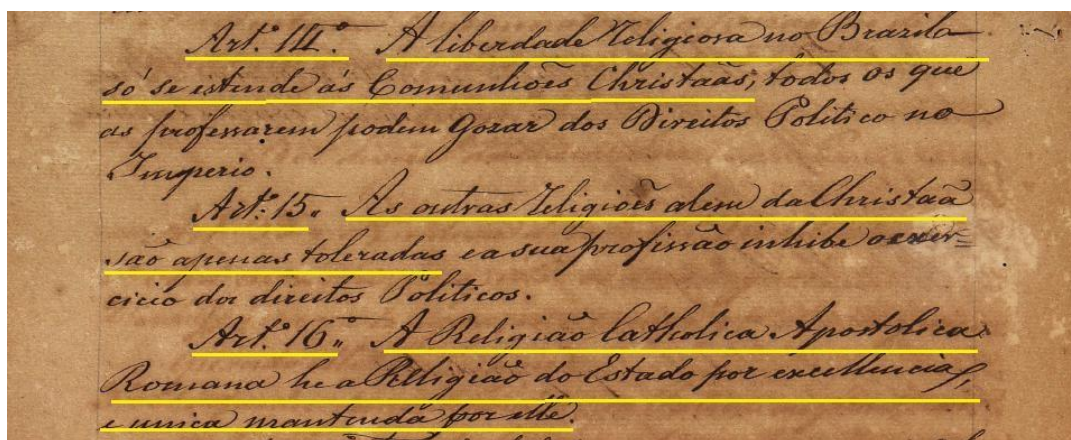 Art.º 14.º A liberdade Religiosa no Brazil
só se estende ás Comunhões Christaãs; todos os que
as professarem podem gozar dos Direitos Politico no
Imperio.
Art.º 15 „ As outras Religiões alem da Christaã
são apenas toleradas e a sua profissão inhibe o exer=
cicio dos direitos Politicos.
Art.º 16 „ A Religião Catholica Apostolica
Romana he a Religião do Estado por excellencia,
e unica mantenda por elle.